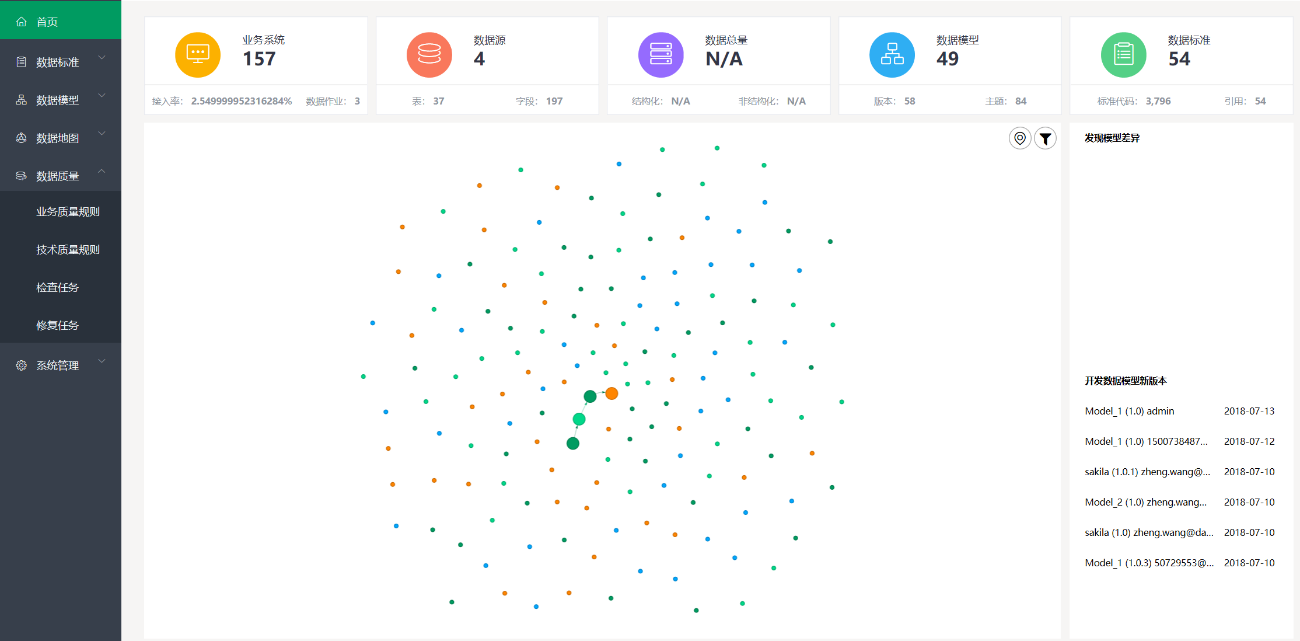 首页
数据标准
数据模型
数据地图
数据质量
业务质量规则
技术质量规则
检查任务
修复任务
系统管理
业务系统
157
接入率: 2.549999952316284% 数据作业: 3
数据源
4
表: 37 字段: 197
数据总量
N/A
结构化: N/A 非结构化: N/A
数据模型
49
版本: 58 主题: 84
数据标准
54
标准代码: 3,796 引用: 54
发现模型差异
开发数据模型新版本
Model_1 (1.0) admin 2018-07-13
Model_1 (1.0) 1500738487... 2018-07-12
sakila (1.0.1) zheng.wang@... 2018-07-10
Model_2 (1.0) zheng.wang... 2018-07-10
sakila (1.0) zheng.wang@da... 2018-07-10
Model_1 (1.0.3) 50729553@... 2018-07-10